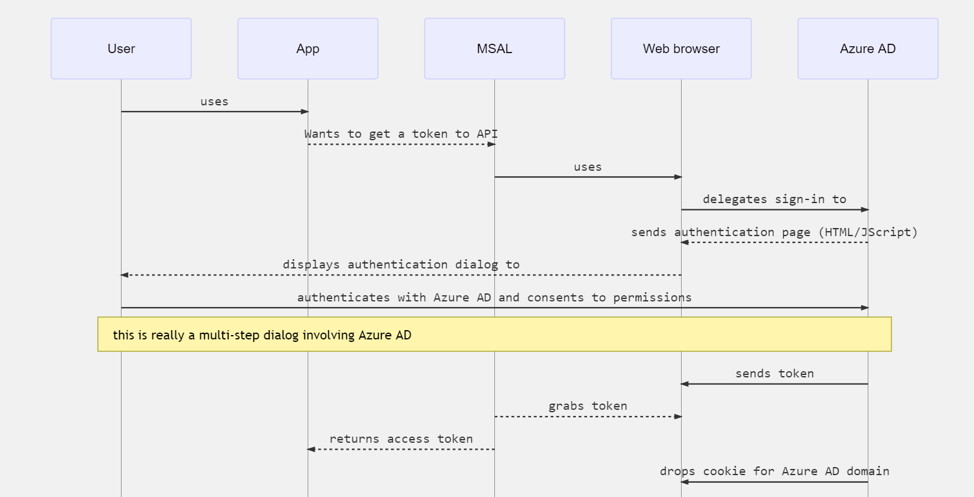 User
App
MSAL
Web browser
Azure AD
uses
Wants to get a token to API
uses
delegates sign-in to
sends authentication page (HTML/JScript)
displays authentication dialog to
authenticates with Azure AD and consents to permissions
this is really a multi-step dialog involving Azure AD
sends token
grabs token
returns access token
drops cookie for Azure AD domain